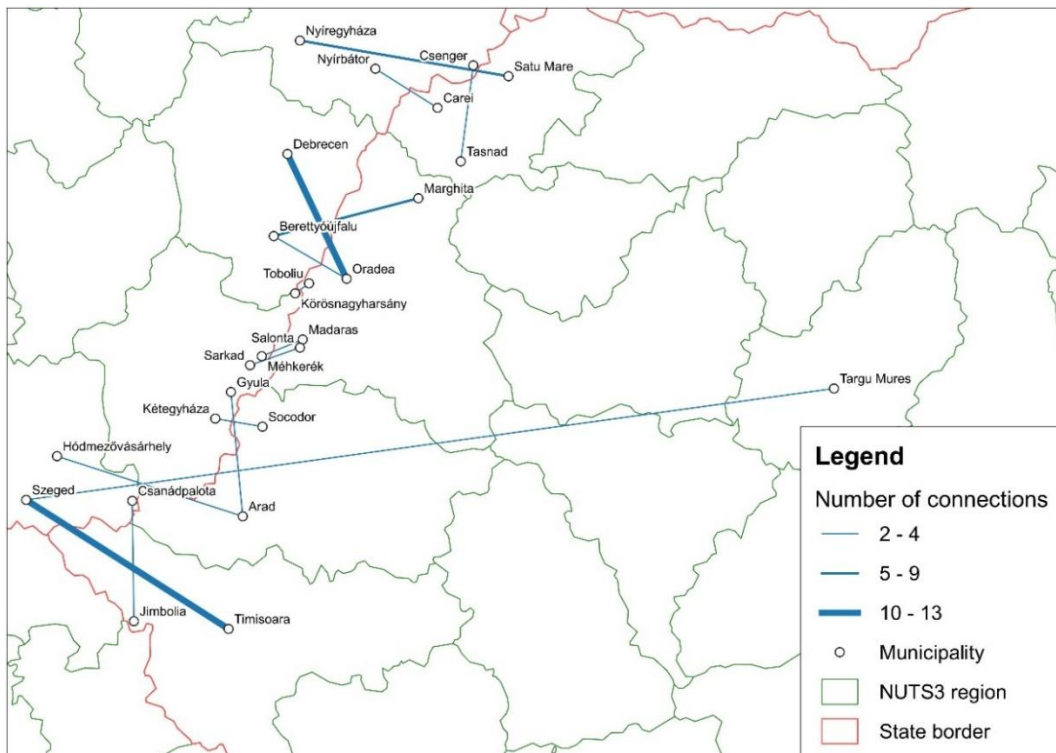 Nyíregyháza
Nyírbátor
Csenger
Satu Mare
Carei
Tasnad
Debrecen
Marghita
Berettyóújfalu
Toboliu
Oradea
Körösnagyharsány
Salonta
Madaras
Sarkad
Méhkerék
Gyula
Targu Mures
Kétegyháza
Socodor
Hódmezővásárhely
Szeged
Csanádpalota
Arad
Jimbolia
Timisoara
Legend
Number of connections
2 - 4
5 - 9
10 - 13
Municipality
NUTS3 region
State border